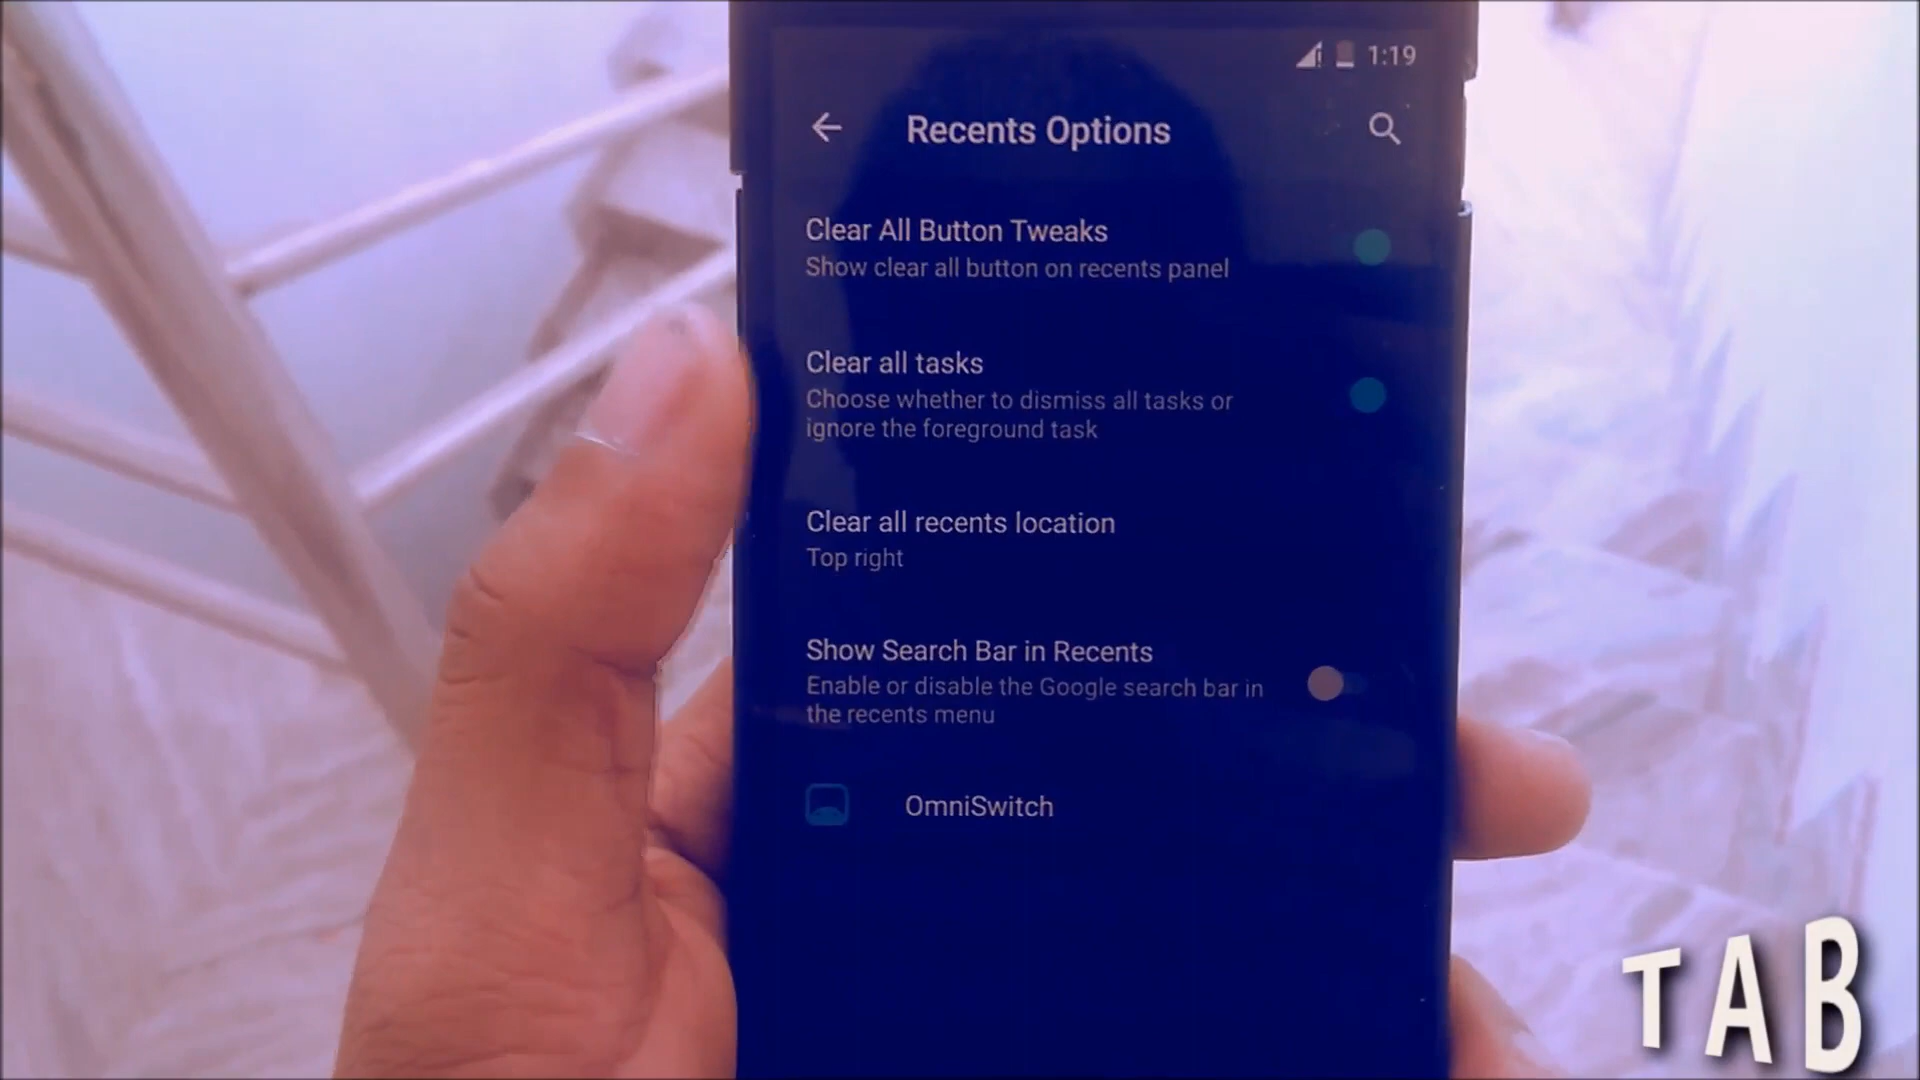 1:19
Recents Options
Clear All Button Tweaks
Show clear all button on recents panel
Clear all tasks
Choose whether to dismiss all tasks or
ignore the foreground task
Clear all recents location
Top right
Show Search Bar in Recents
Enable or disable the Google search bar in
the recents menu
OmniSwitch
TAB